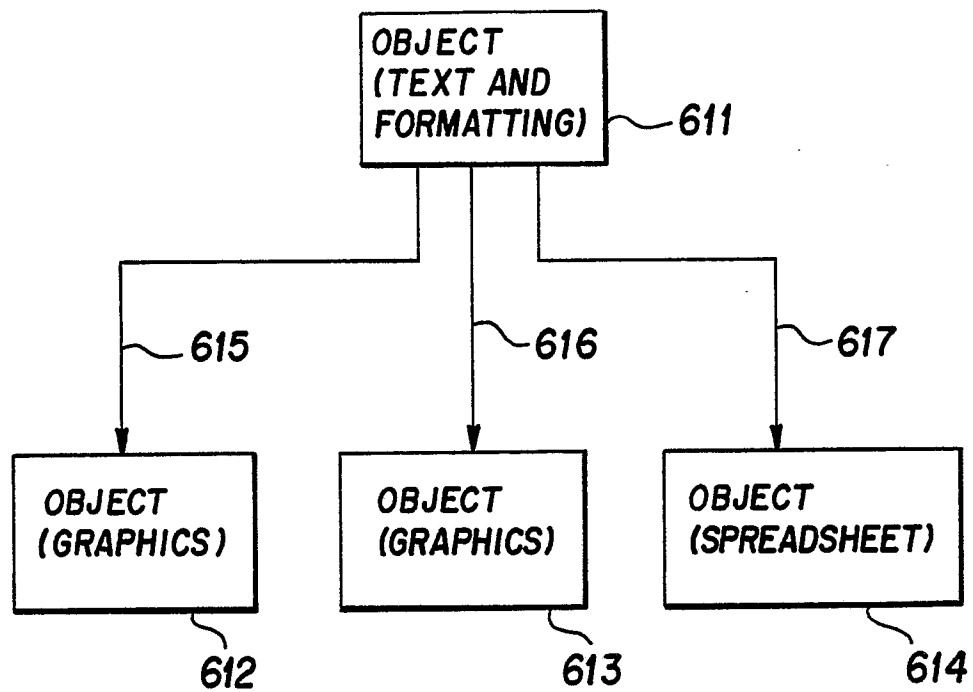 OBJECT
(TEXT AND
FORMATTING)
611
615
616
617
OBJECT
(GRAPHICS)
OBJECT
(GRAPHICS)
OBJECT
(SPREADSHEET)
612
613
614